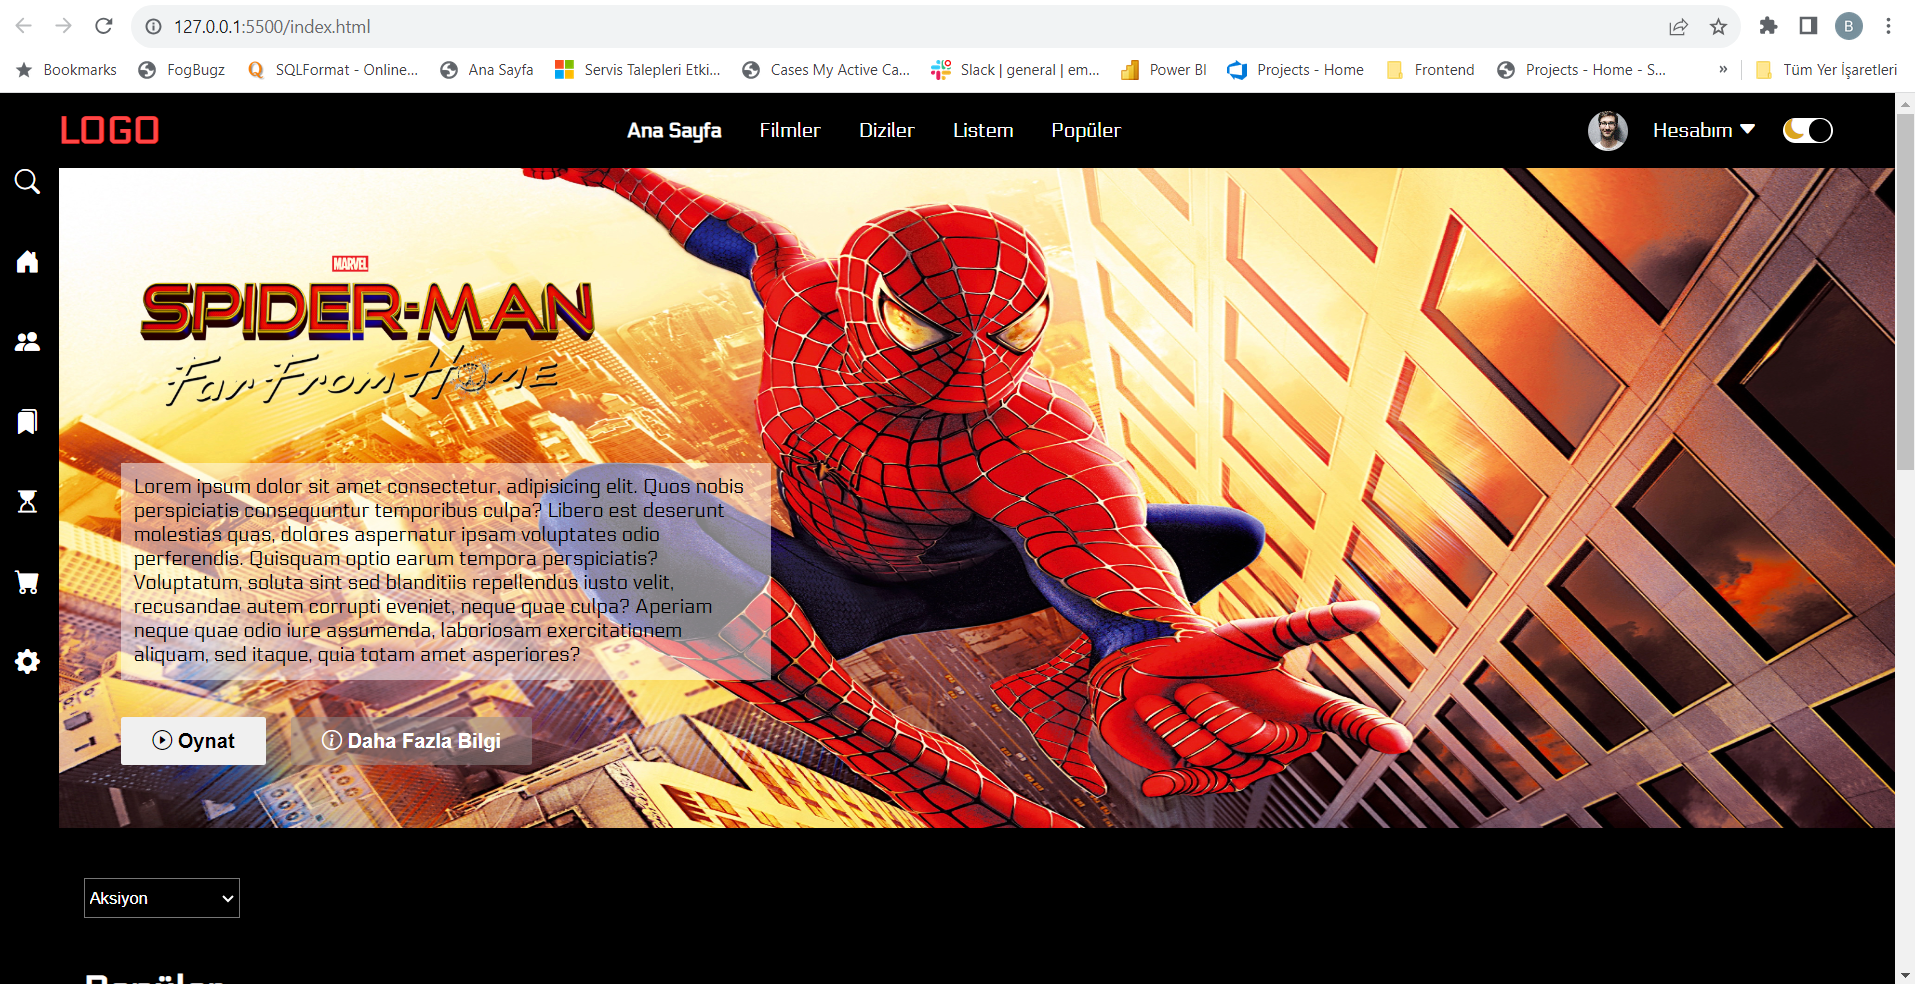 127.0.0.1:5500/index.html
B
Bookmarks
FogBugz
SQLFormat - Online...
Ana Sayfa
Servis Talepleri Etki...
Cases My Active Ca...
Slack | general | em...
Power BI
Projects - Home
Frontend
Projects - Home - S...
»
Tüm Yer İşaretleri
LOGO
Ana Sayfa
Filmler
Diziler
Listem
Popüler
Hesabım
MARVEL
SPIDER-MAN
Far From Home
Lorem ipsum dolor sit amet consectetur, adipisicing elit. Quos nobis
perspiciatis consequuntur temporibus culpa? Libero est deserunt
molestias quas, dolores aspernatur ipsam voluptates odio
perferendis. Quisquam optio earum tempora perspiciatis?
Voluptatum, soluta sint sed blanditiis repellendus iusto velit,
recusandae autem corrupti eveniet, neque quae culpa? Aperiam
neque quae odio iure assumenda, laboriosam exercitationem
aliquam, sed itaque, quia totam amet asperiores?
Oynat
Daha Fazla Bilgi
Aksiyon
Popüler